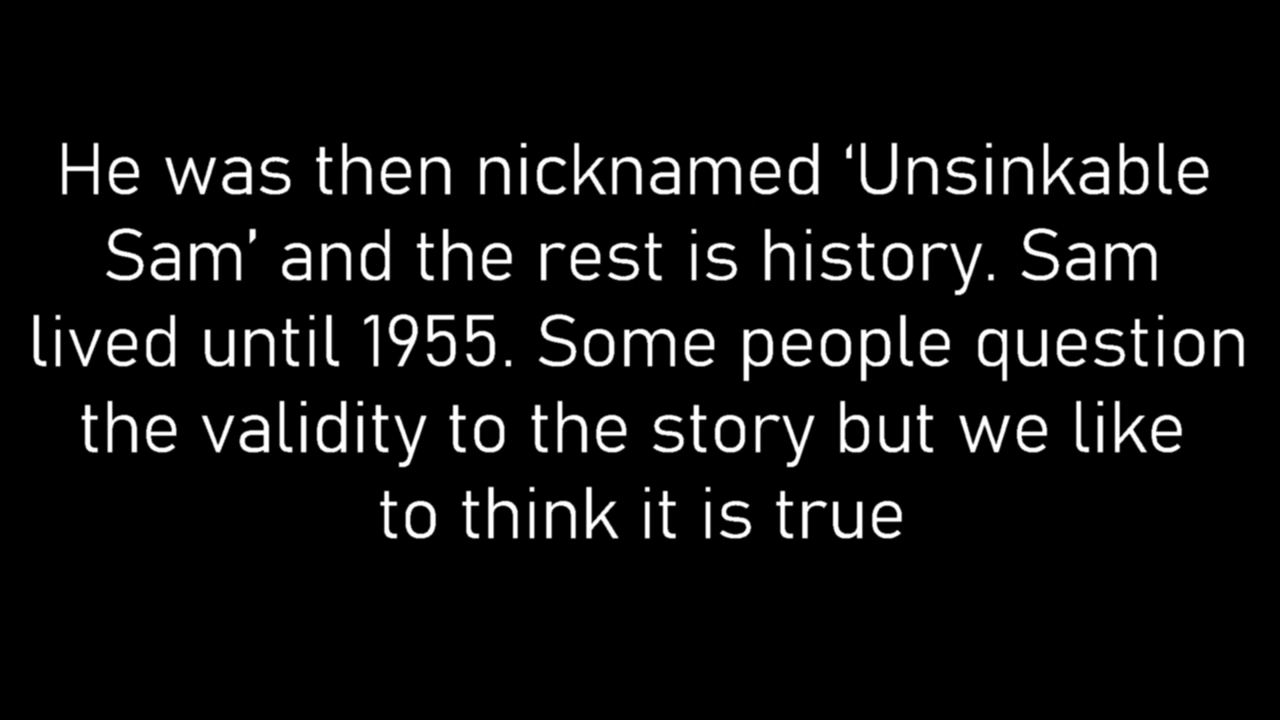 He was then nicknamed ‘Unsinkable
Sam’ and the rest is history. Sam
lived until 1955. Some people question
the validity to the story but we like
to think it is true